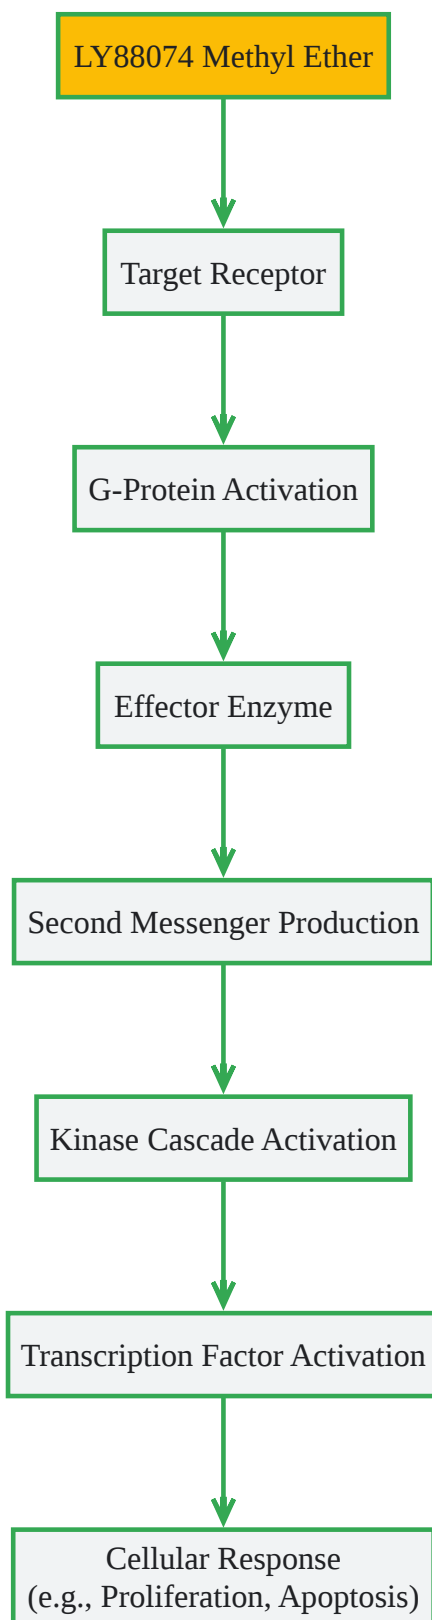 LY88074 Methyl Ether
Target Receptor
G-Protein Activation
Effector Enzyme
Second Messenger Production
Kinase Cascade Activation
Transcription Factor Activation
Cellular Response
(e.g., Proliferation, Apoptosis)